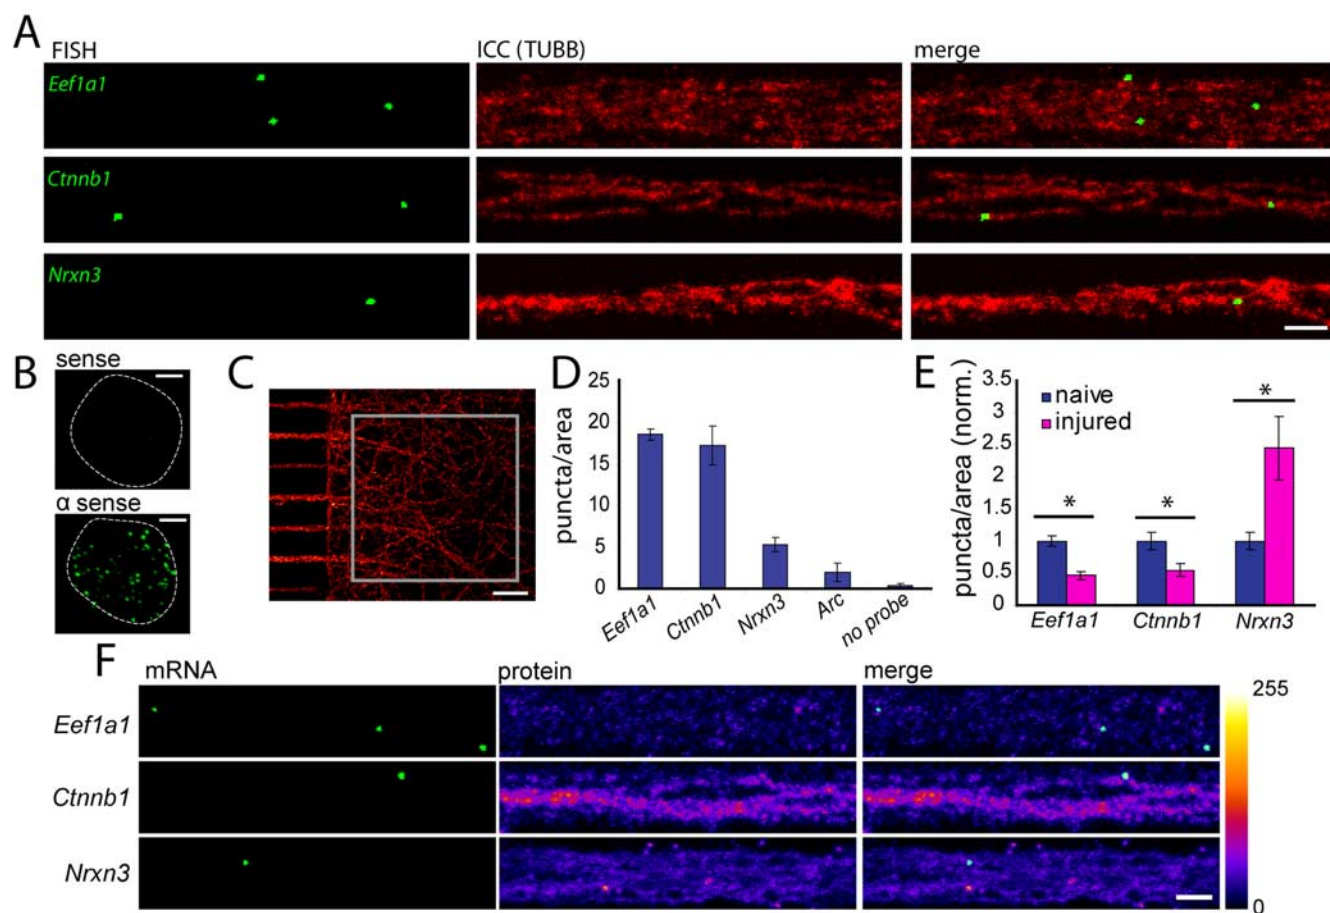 A
FISH
ICC (TUBB)
merge
Eef1a1
Ctnnb1
Nrxn3
B
sense
α sense
C
D
puncta/area
25
20
15
10
5
0
Eef1a1
Ctnnb1
Nrxn3
Arc
no probe
E
puncta/area (norm.)
3.5
3
2.5
2
1.5
1
0.5
0
naive
injured
*
*
*
Eef1a1
Ctnnb1
Nrxn3
F
mRNA
protein
merge
Eef1a1
Ctnnb1
Nrxn3
255
0